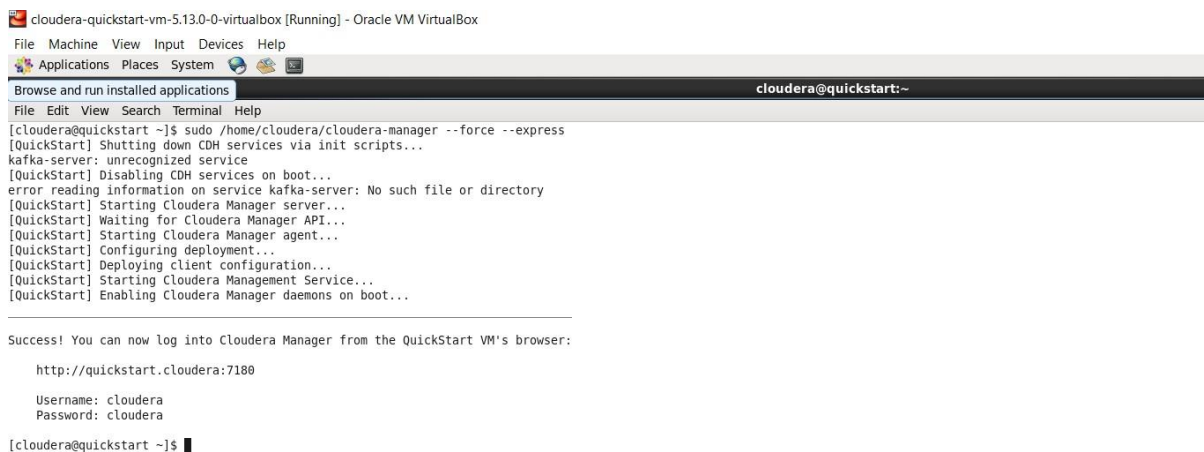 cloudera-quickstart-vm-5.13.0-0-virtualbox [Running] - Oracle VM VirtualBox
File Machine View Input Devices Help
Applications Places System
Browse and run installed applications
cloudera@quickstart:~
File Edit View Search Terminal Help
[cloudera@quickstart ~]$ sudo /home/cloudera/cloudera-manager --force --express
[QuickStart] Shutting down CDH services via init scripts...
kafka-server: unrecognized service
[QuickStart] Disabling CDH services on boot...
error reading information on service kafka-server: No such file or directory
[QuickStart] Starting Cloudera Manager server...
[QuickStart] Waiting for Cloudera Manager API...
[QuickStart] Starting Cloudera Manager agent...
[QuickStart] Configuring deployment...
[QuickStart] Deploying client configuration...
[QuickStart] Starting Cloudera Management Service...
[QuickStart] Enabling Cloudera Manager daemons on boot...
Success! You can now log into Cloudera Manager from the QuickStart VM's browser:
http://quickstart.cloudera:7180
Username: cloudera
Password: cloudera
[cloudera@quickstart ~]$